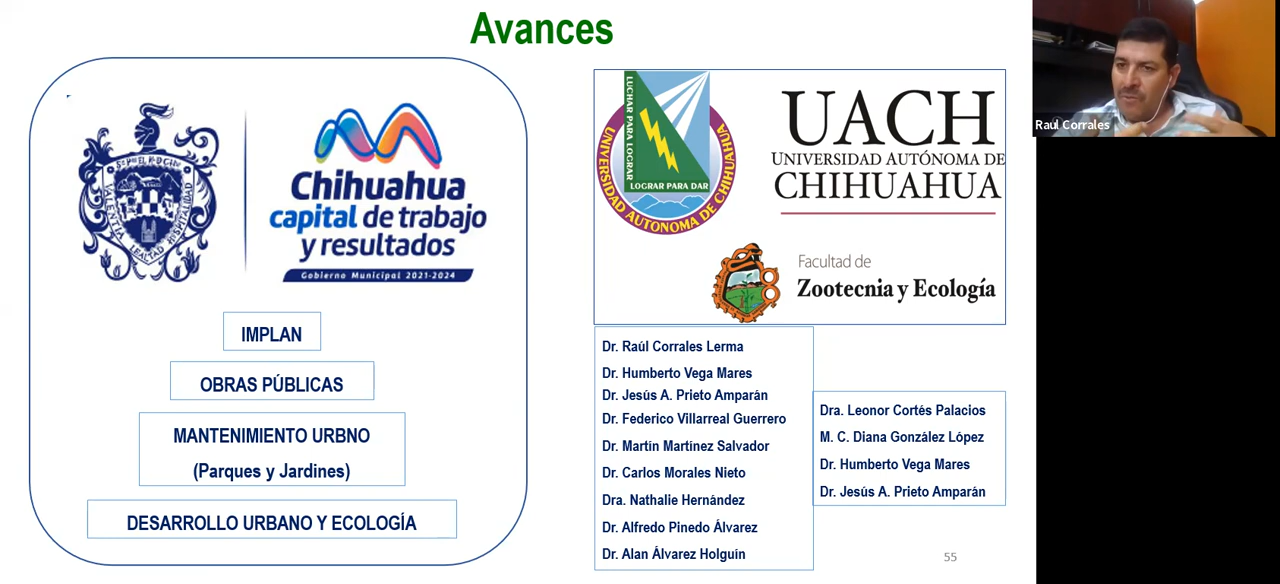 Avances
VALENTÍA
LEALTAD
HOSPITALIDAD
Chihuahua
capital de trabajo
y resultados
Gobierno Municipal 2021-2024
IMPLAN
OBRAS PÚBLICAS
MANTENIMIENTO URBNO
(Parques y Jardines)
DESARROLLO URBANO Y ECOLOGÍA
LUCHAR PARA LOGRAR
LOGRAR PARA DAR
UNIVERSIDAD AUTONOMA DE CHIHUAHUA
UACH
UNIVERSIDAD AUTÓNOMA DE
CHIHUAHUA
Facultad de
Zootecnia y Ecología
Dr. Raúl Corrales Lerma
Dr. Humberto Vega Mares
Dr. Jesús A. Prieto Amparán
Dr. Federico Villarreal Guerrero
Dr. Martín Martínez Salvador
Dr. Carlos Morales Nieto
Dra. Nathalie Hernández
Dr. Alfredo Pinedo Álvarez
Dr. Alan Álvarez Holguín
Dra. Leonor Cortés Palacios
M. C. Diana González López
Dr. Humberto Vega Mares
Dr. Jesús A. Prieto Amparán
55
Raul Corrales